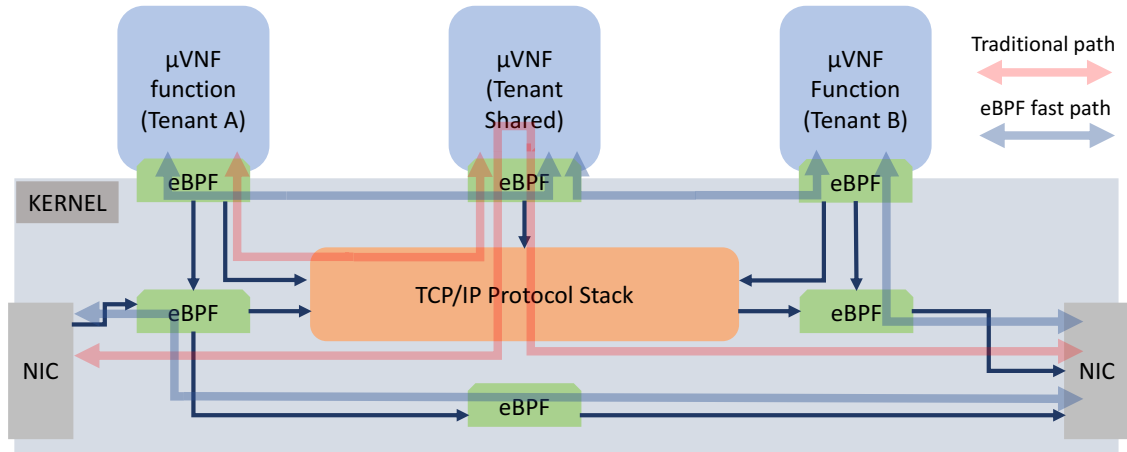 μVNF
function
(Tenant A)
μVNF
(Tenant
Shared)
μVNF
Function
(Tenant B)
Traditional path
eBPF fast path
eBPF
eBPF
eBPF
KERNEL
eBPF
TCP/IP Protocol Stack
eBPF
NIC
NIC
eBPF